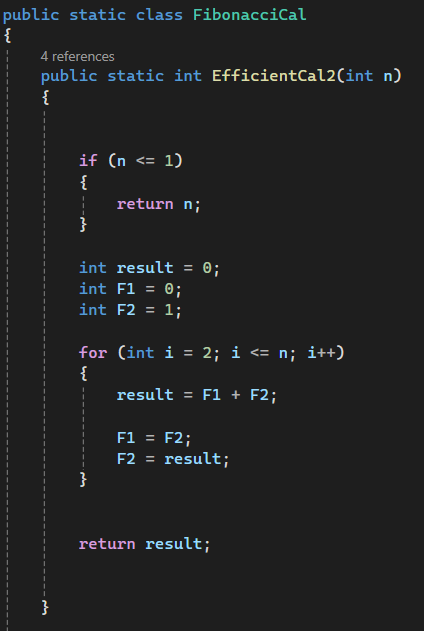 public static class FibonacciCal
{
4 references
public static int EfficientCal2(int n)
{
if (n <= 1)
{
return n;
}
int result = 0;
int F1 = 0;
int F2 = 1;
for (int i = 2; i <= n; i++)
{
result = F1 + F2;
F1 = F2;
F2 = result;
}
return result;
}